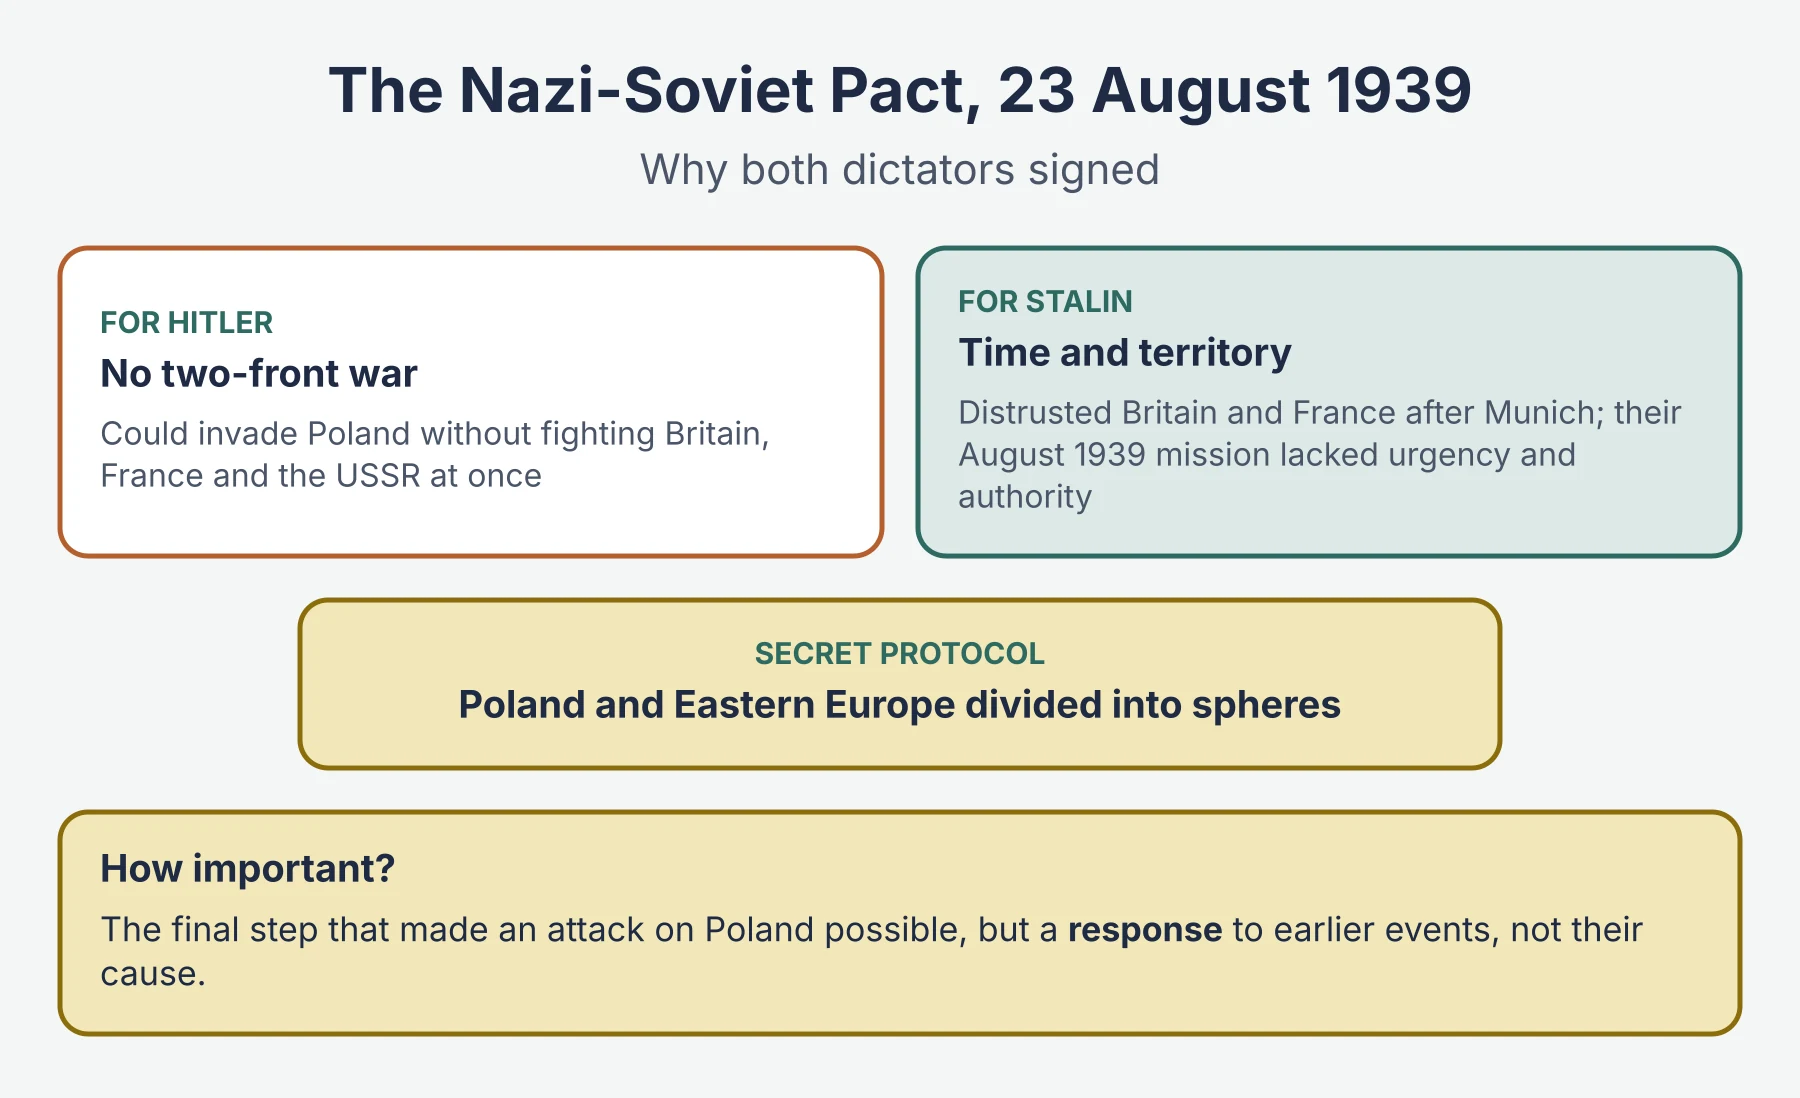 The Nazi-Soviet Pact, 23 August 1939
Why both dictators signed
FOR HITLER
No two-front war
Could invade Poland without fighting Britain,
France and the USSR at once
FOR STALIN
Time and territory
Distrusted Britain and France after Munich; their
August 1939 mission lacked urgency and
authority
SECRET PROTOCOL
Poland and Eastern Europe divided into spheres
How important?
The final step that made an attack on Poland possible, but a response to earlier events, not their
cause.